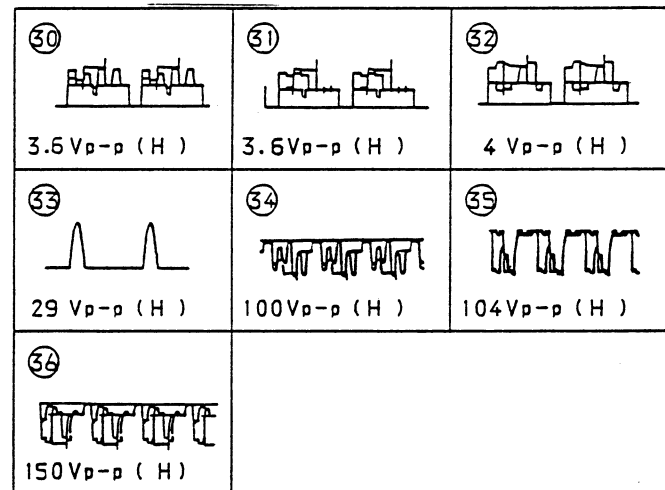 30
31
32
3.6Vp-p (H)
3.6Vp-p (H)
4 Vp-p (H)
33
34
35
29 Vp-p (H)
100Vp-p (H)
104Vp-p (H)
36
150Vp-p (H)